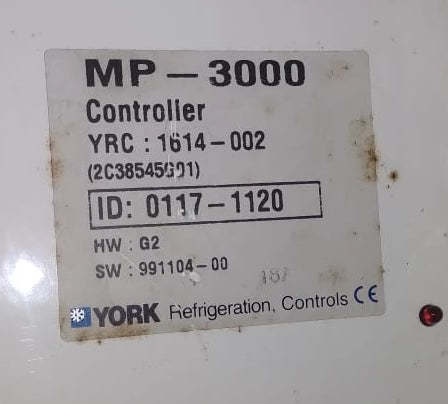 MP – 3000
Controller
YRC : 1614 – 002
(2C38545G01)
ID: 0117 – 1120
HW : G2
SW : 991104 – 00
YORK Refrigeration, Controls CE